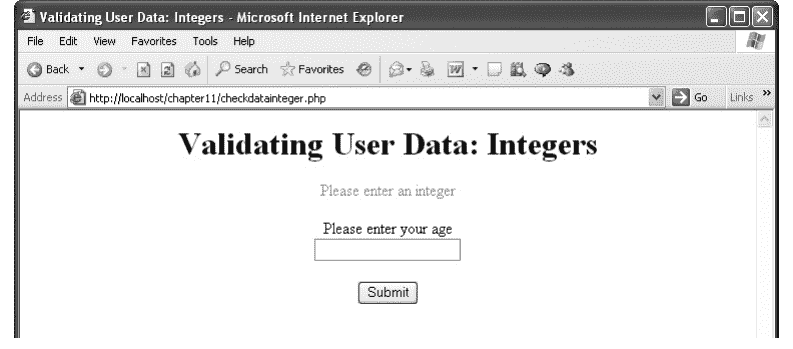 Validating User Data: Integers - Microsoft Internet Explorer
File Edit View Favorites Tools Help
Back Search Favorites
Address http://localhost/chapter11/checkdatainteger.php Go Links »
Validating User Data: Integers
Please enter an integer
Please enter your age
Submit